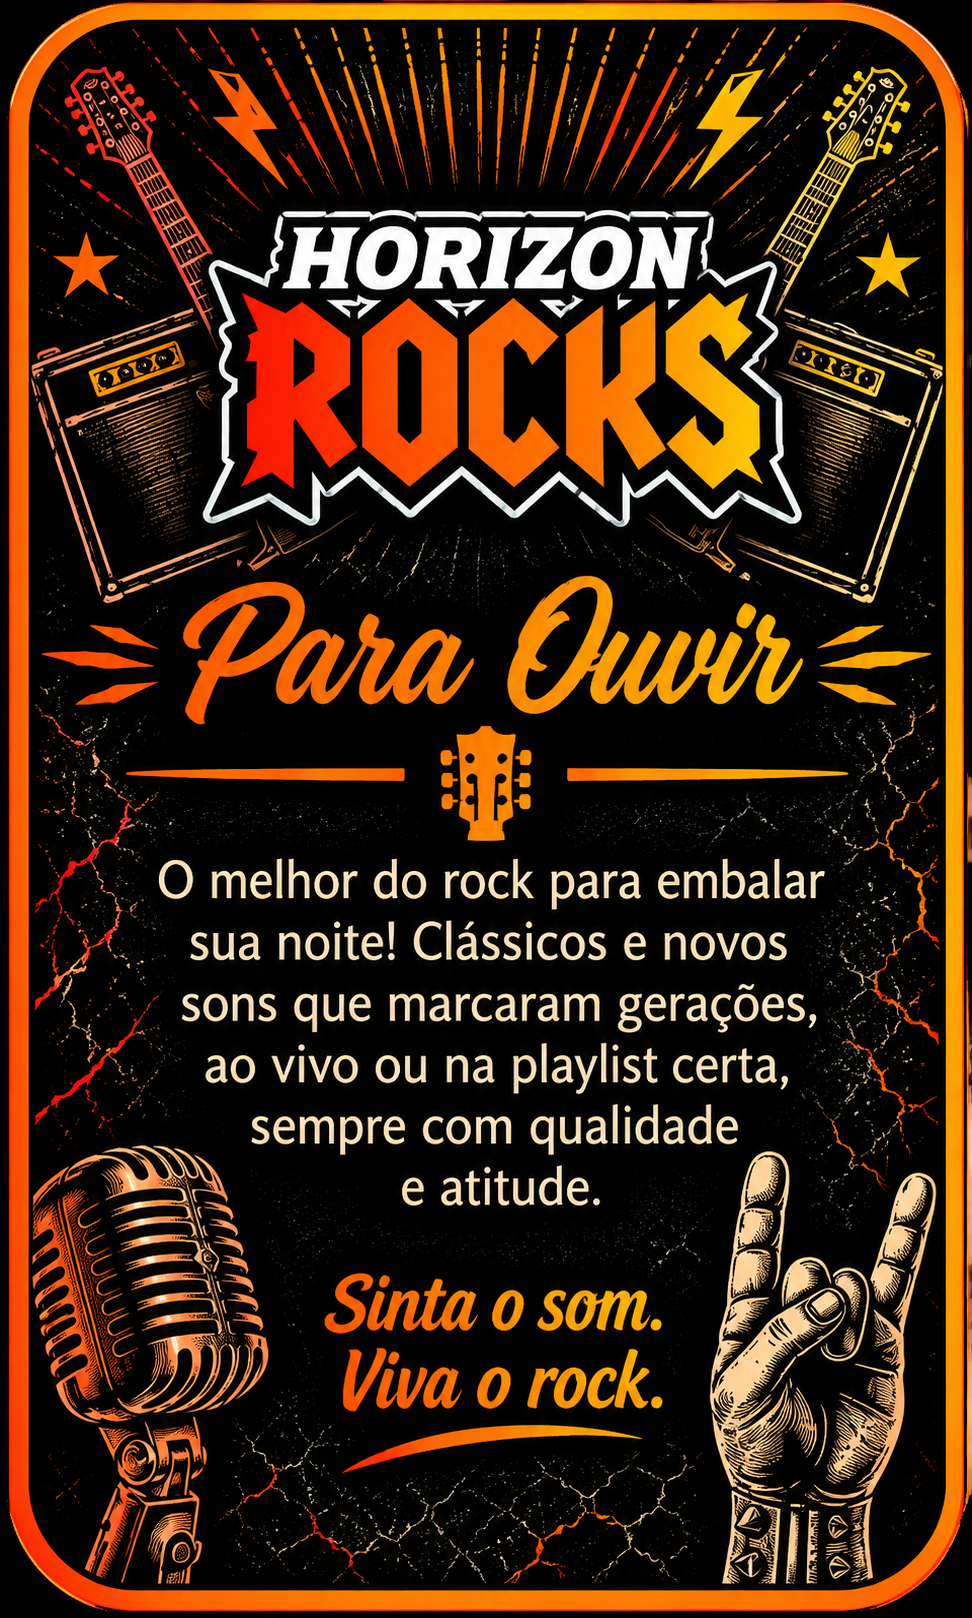 HORIZON
ROCKS
Para Ouvir
O melhor do rock para embalar
sua noite! Clássicos e novos
sons que marcaram gerações,
ao vivo ou na playlist certa,
sempre com qualidade
e atitude.
Sinta o som.
Viva o rock.